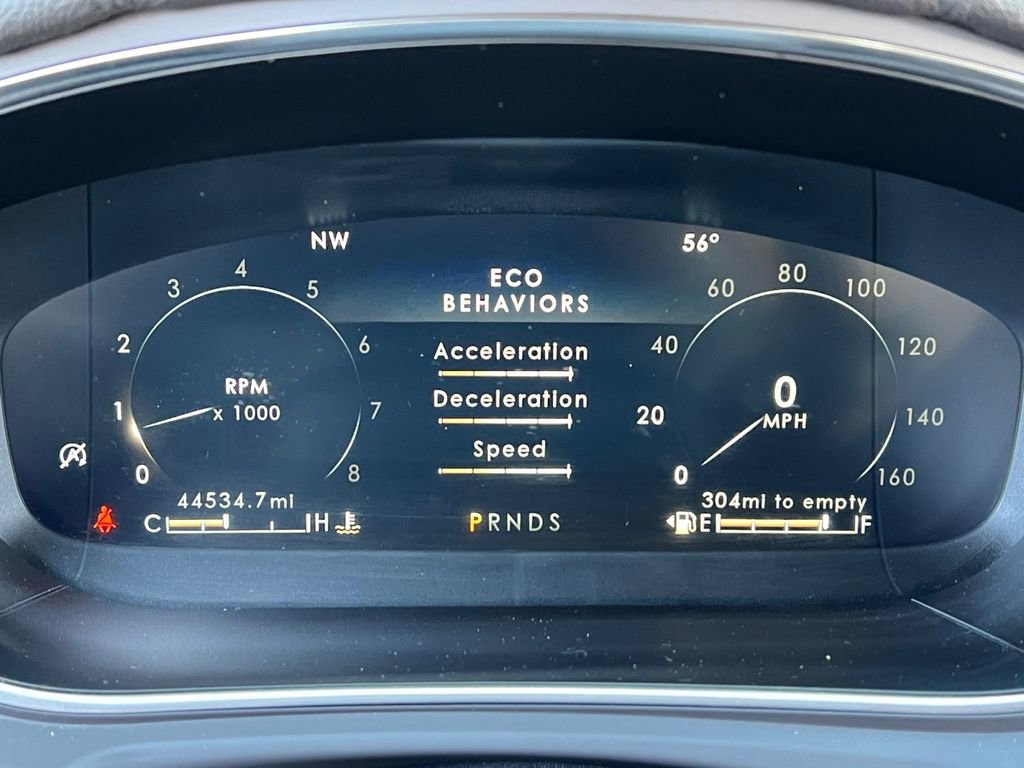 NW
56°
ECO
BEHAVIORS
Acceleration
Deceleration
Speed
0
1
2
3
4
5
6
7
8
RPM
x 1000
0
20
40
60
80
100
120
140
160
0
MPH
44534.7mi
304mi to empty
C H
PRNDS
E F